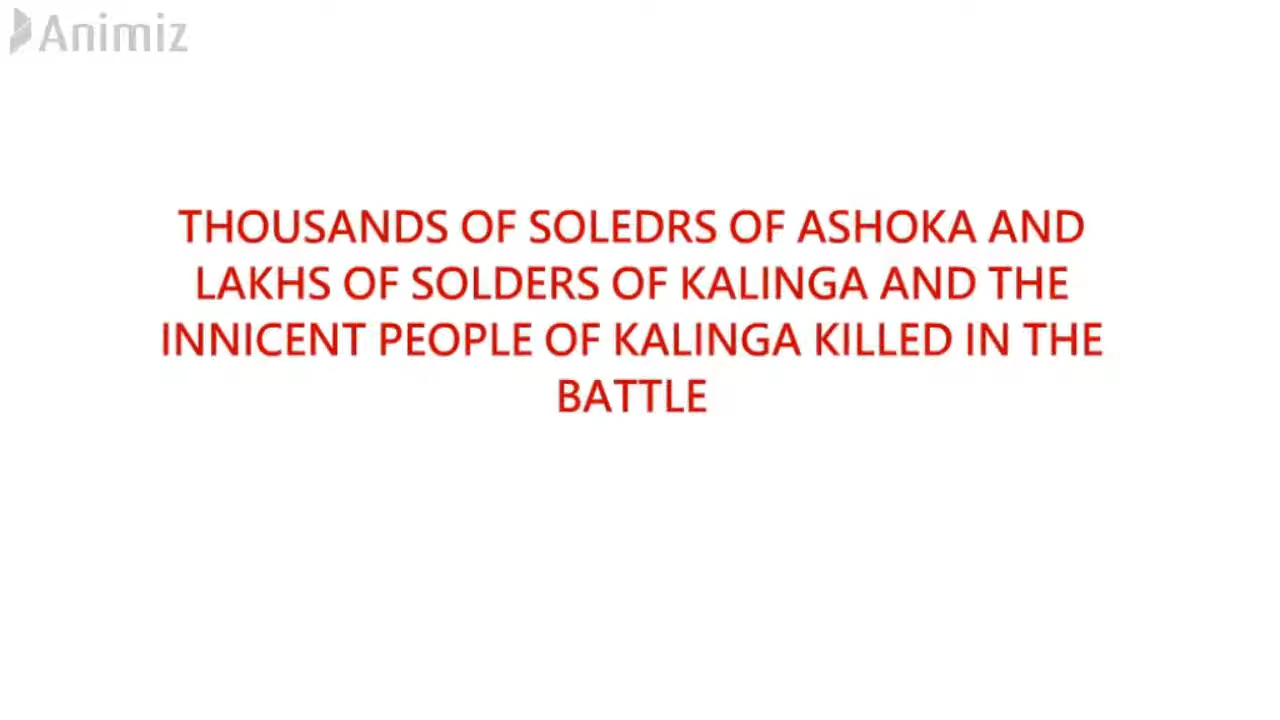 Animiz
THOUSANDS OF SOLEDRS OF ASHOKA AND
LAKHS OF SOLDERS OF KALINGA AND THE
INNICENT PEOPLE OF KALINGA KILLED IN THE
BATTLE